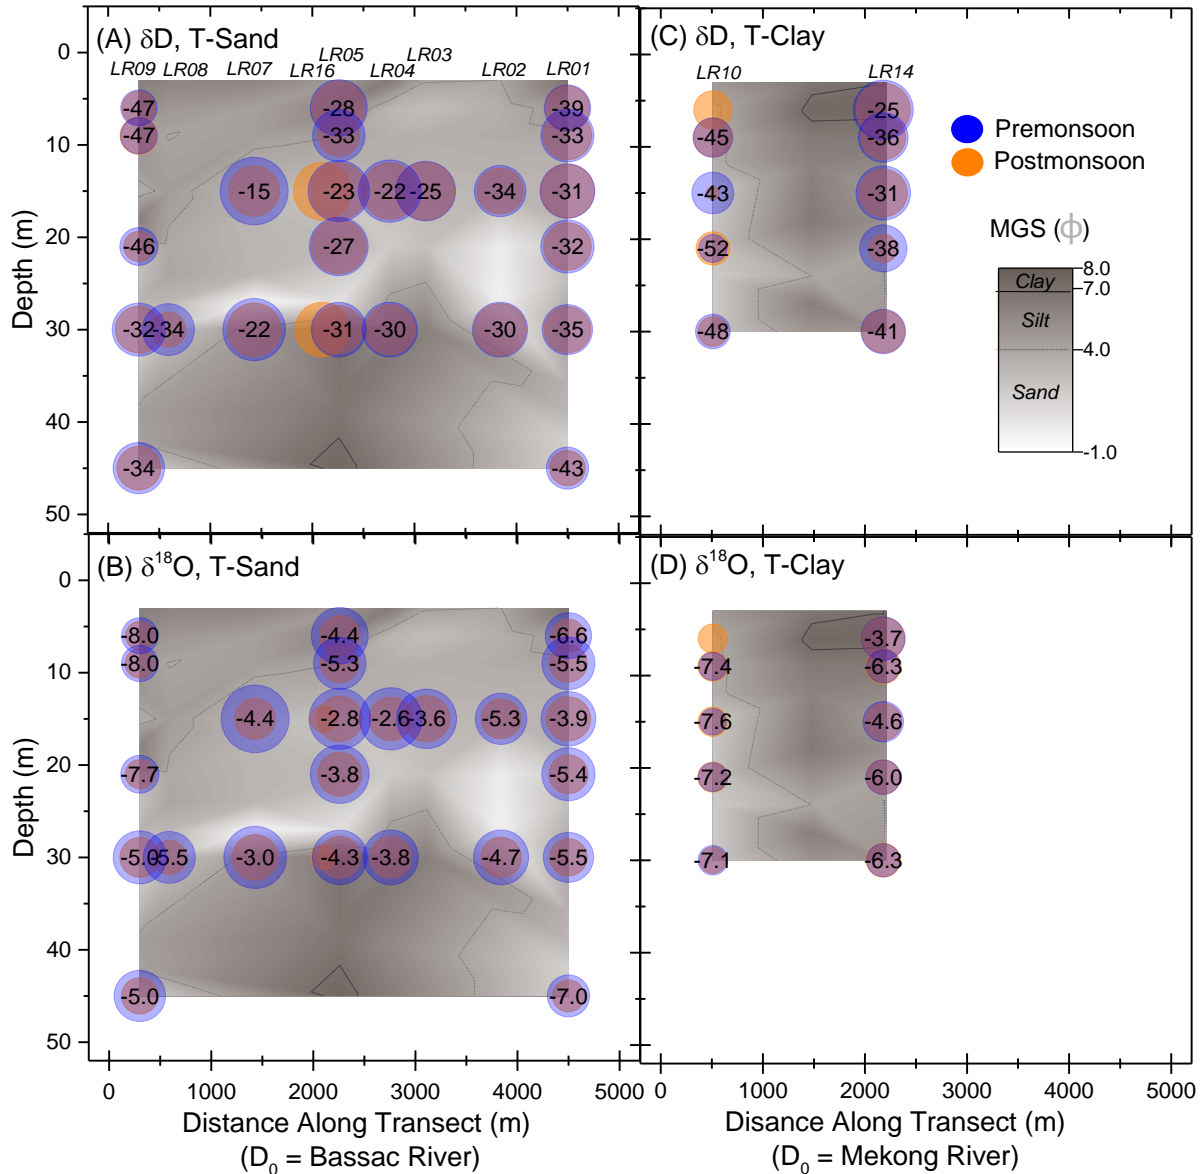 (A) δD, T-Sand
LR05 LR03
LR09 LR08 LR07 LR16 LR04 LR02 LR01
0
10
20
30
40
50
Depth (m)
-47 -28 -39
-47 -33 -33
-15 -23 -22 -25 -34 -31
-46 -27 -32
-32 -34 -22 -31 -30 -30 -35
-34 -43
(C) δD, T-Clay
LR10 LR14
-25
-45 -36
-43 -31
-52 -38
-48 -41
Premonsoon
Postmonsoon
MGS (ϕ)
Clay
Silt
Sand
8.0
7.0
4.0
-1.0
(B) δ¹⁸O, T-Sand
0
10
20
30
40
50
Depth (m)
-8.0 -4.4 -6.6
-8.0 -5.3 -5.5
-4.4 -2.8 -2.6 -3.6 -5.3 -3.9
-7.7 -3.8 -5.4
-5.0 -5.5 -3.0 -4.3 -3.8 -4.7 -5.5
-5.0 -7.0
0 1000 2000 3000 4000 5000
Distance Along Transect (m)
(D₀ = Bassac River)
(D) δ¹⁸O, T-Clay
-3.7
-7.4 -6.3
-7.6 -4.6
-7.2 -6.0
-7.1 -6.3
0 1000 2000 3000 4000 5000
Disance Along Transect (m)
(D₀ = Mekong River)